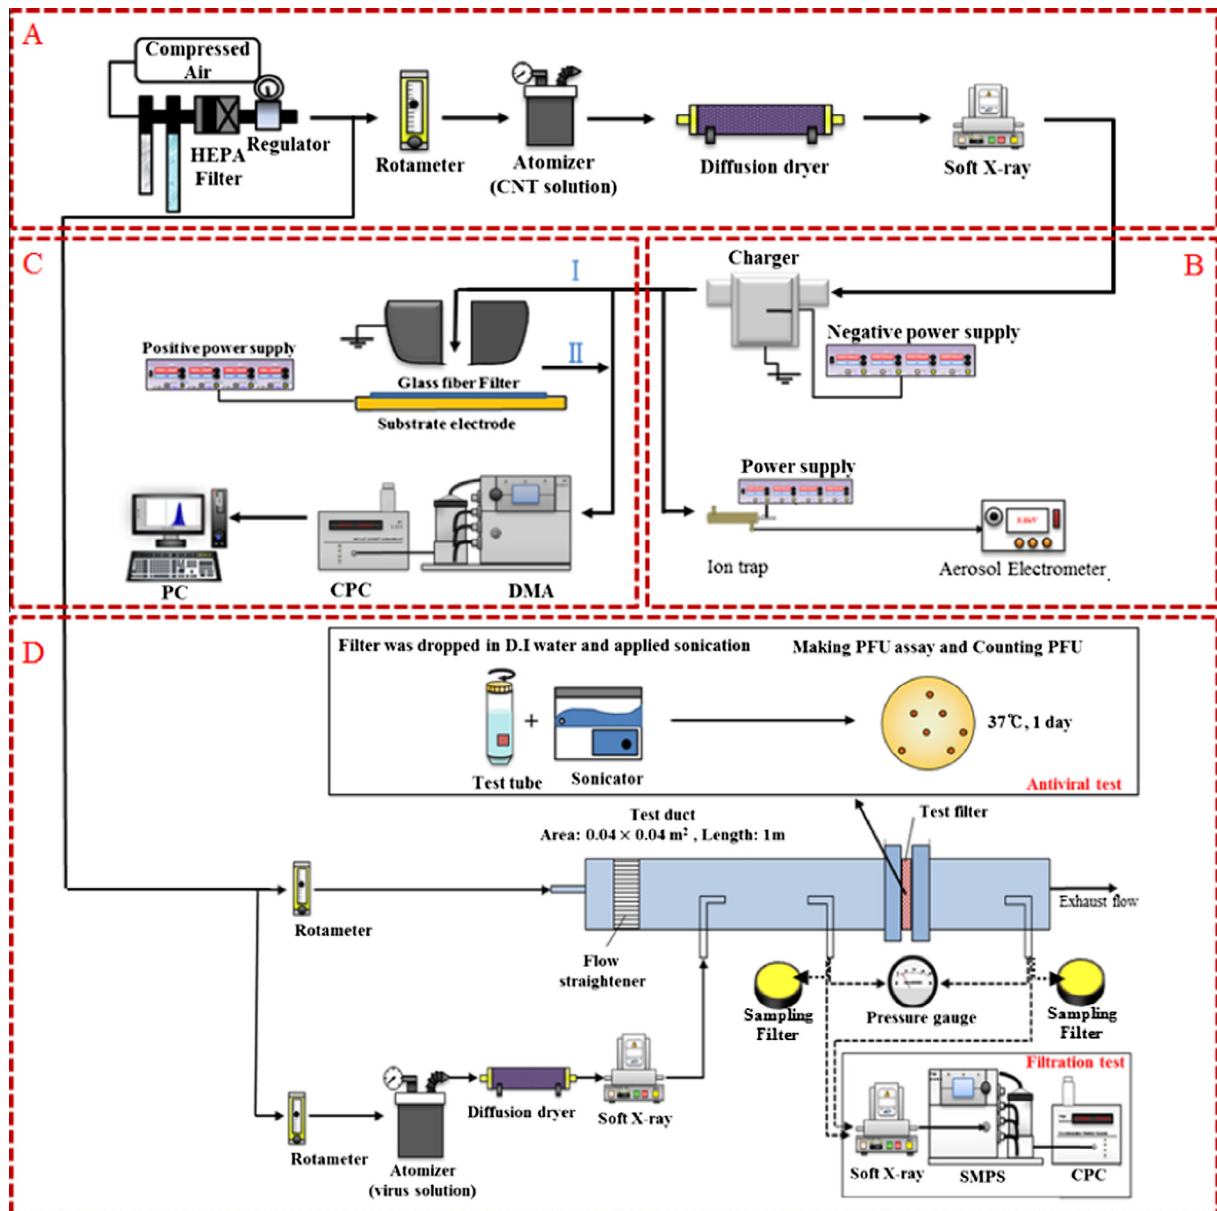 A
Compressed
Air
HEPA
Filter
Regulator
Rotameter
Atomizer
(CNT solution)
Diffusion dryer
Soft X-ray
C
I
II
Positive power supply
Glass fiber Filter
Substrate electrode
PC
CPC
DMA
B
Charger
Negative power supply
Power supply
Ion trap
Aerosol Electrometer
D
Filter was dropped in D.I water and applied sonication
Making PFU assay and Counting PFU
Test tube
+
Sonicator
37℃, 1 day
Antiviral test
Test duct
Area: 0.04 × 0.04 m² , Length: 1m
Test filter
Exhaust flow
Rotameter
Flow
straightener
Sampling
Filter
Pressure gauge
Sampling
Filter
Rotameter
Atomizer
(virus solution)
Diffusion dryer
Soft X-ray
Filtration test
Soft X-ray
SMPS
CPC